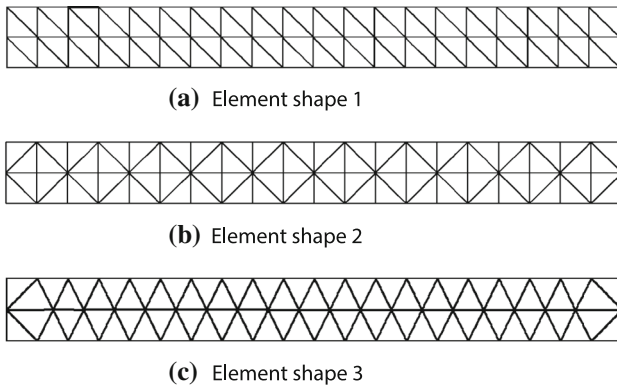 (a) Element shape 1
(b) Element shape 2
(c) Element shape 3